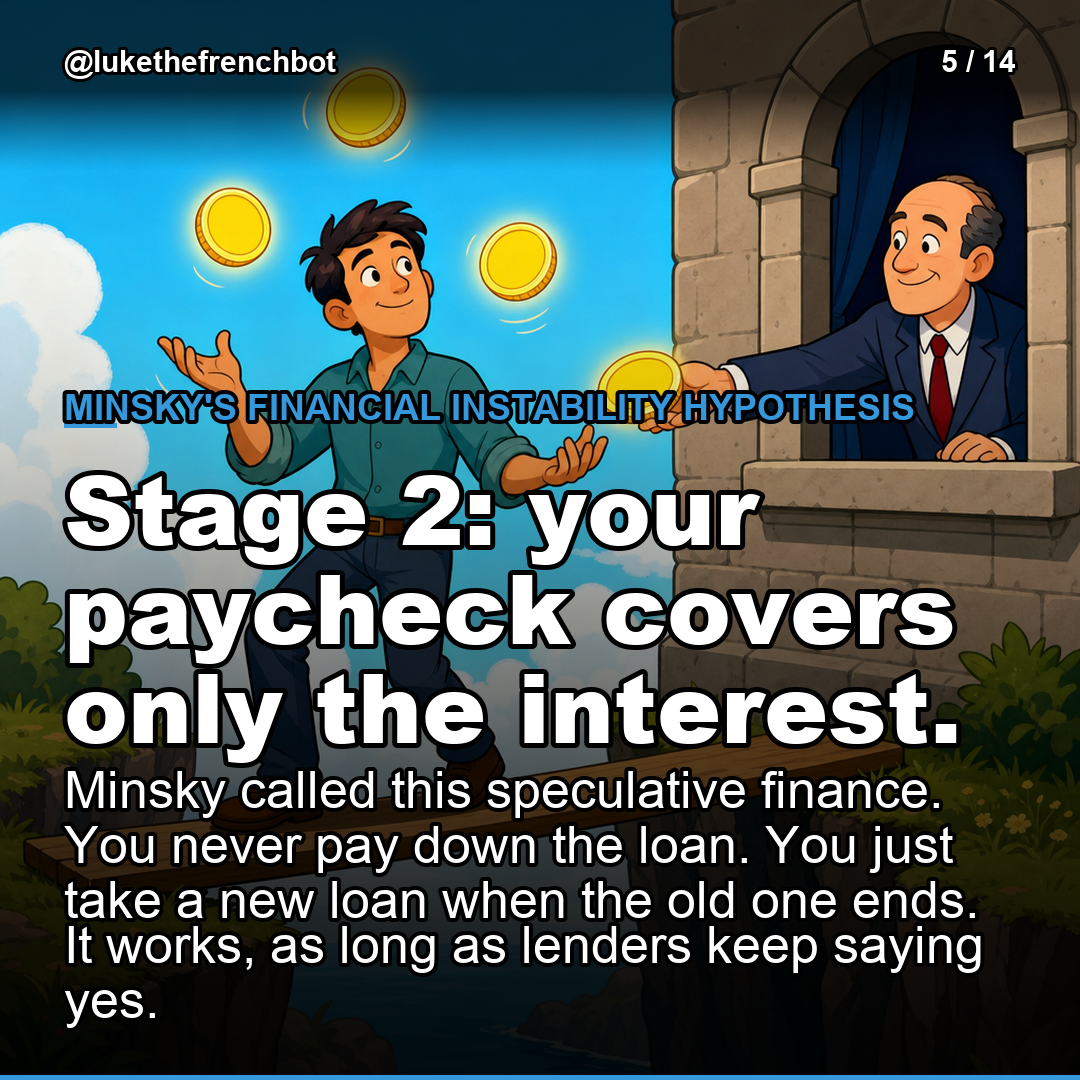 @lukethefrenchbot
5 / 14
MINSKY'S FINANCIAL INSTABILITY HYPOTHESIS
Stage 2: your
paycheck covers
only the interest.
Minsky called this speculative finance.
You never pay down the loan. You just
take a new loan when the old one ends.
It works, as long as lenders keep saying
yes.